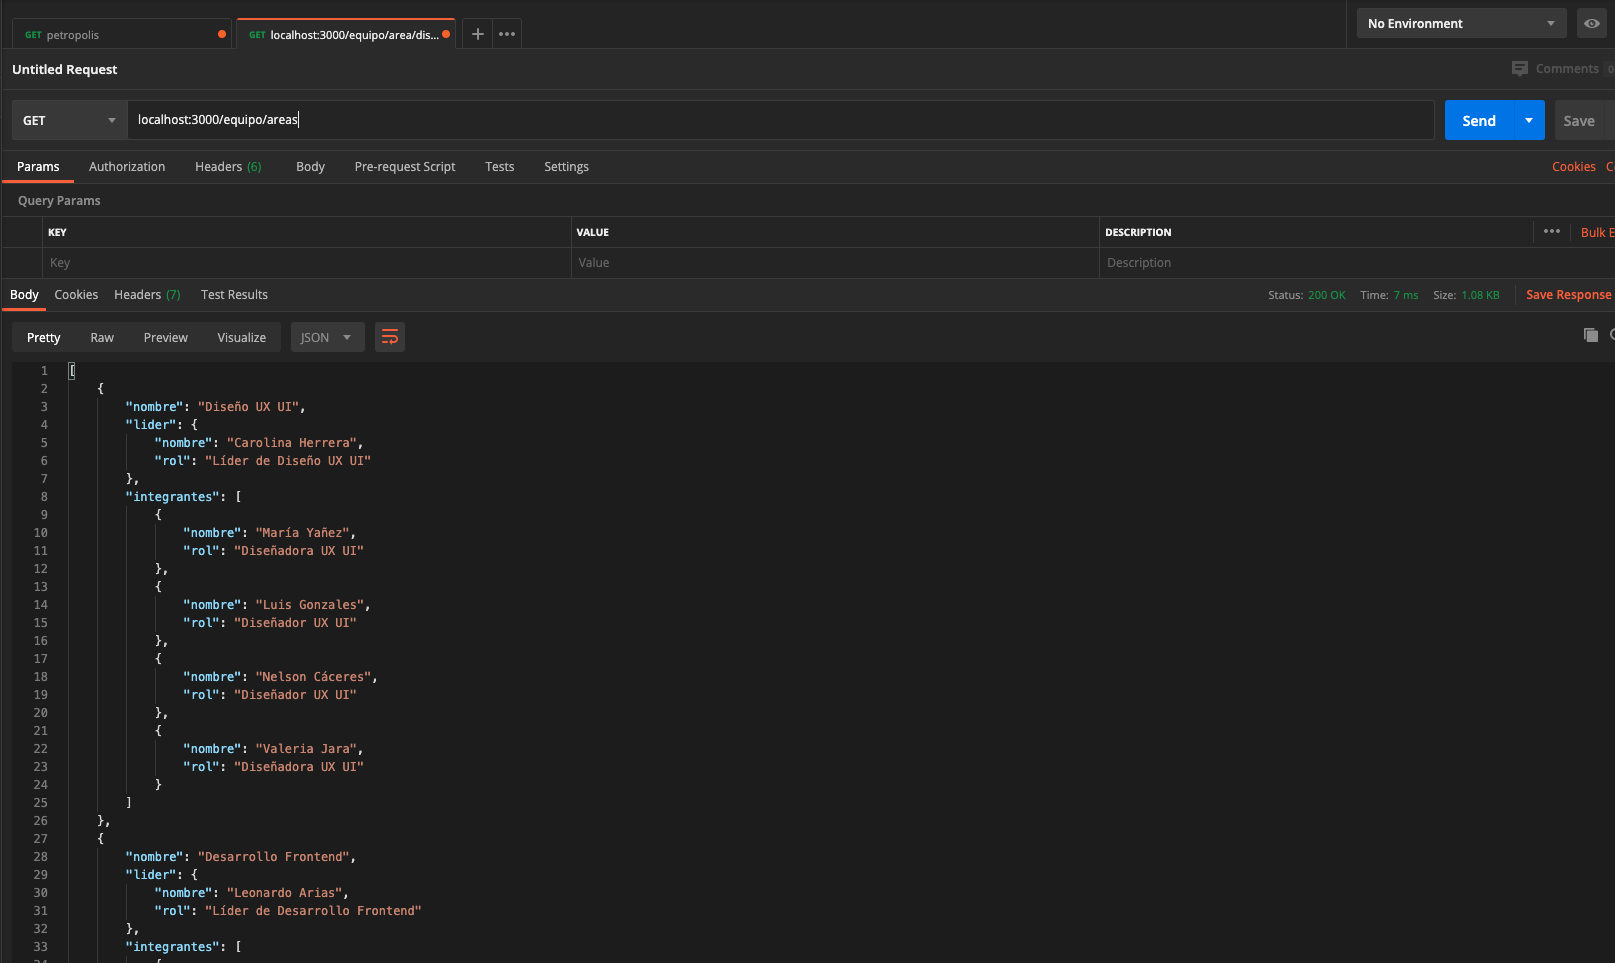 GET petropolis
GET localhost:3000/equipo/area/dis...
No Environment
Untitled Request
Comments 0
GET localhost:3000/equipo/areas
Send
Save
Params Authorization Headers (6) Body Pre-request Script Tests Settings
Cookies
Query Params
KEY VALUE DESCRIPTION
Bulk E
Key Value Description
Body Cookies Headers (7) Test Results
Status: 200 OK Time: 7 ms Size: 1.08 KB Save Response
Pretty Raw Preview Visualize JSON
1 [
2 {
3 "nombre": "Diseño UX UI",
4 "lider": {
5 "nombre": "Carolina Herrera",
6 "rol": "Líder de Diseño UX UI"
7 },
8 "integrantes": [
9 {
10 "nombre": "María Yañez",
11 "rol": "Diseñadora UX UI"
12 },
13 {
14 "nombre": "Luis Gonzales",
15 "rol": "Diseñador UX UI"
16 },
17 {
18 "nombre": "Nelson Cáceres",
19 "rol": "Diseñador UX UI"
20 },
21 {
22 "nombre": "Valeria Jara",
23 "rol": "Diseñadora UX UI"
24 }
25 ]
26 },
27 {
28 "nombre": "Desarrollo Frontend",
29 "lider": {
30 "nombre": "Leonardo Arias",
31 "rol": "Líder de Desarrollo Frontend"
32 },
33 "integrantes": [
34 {